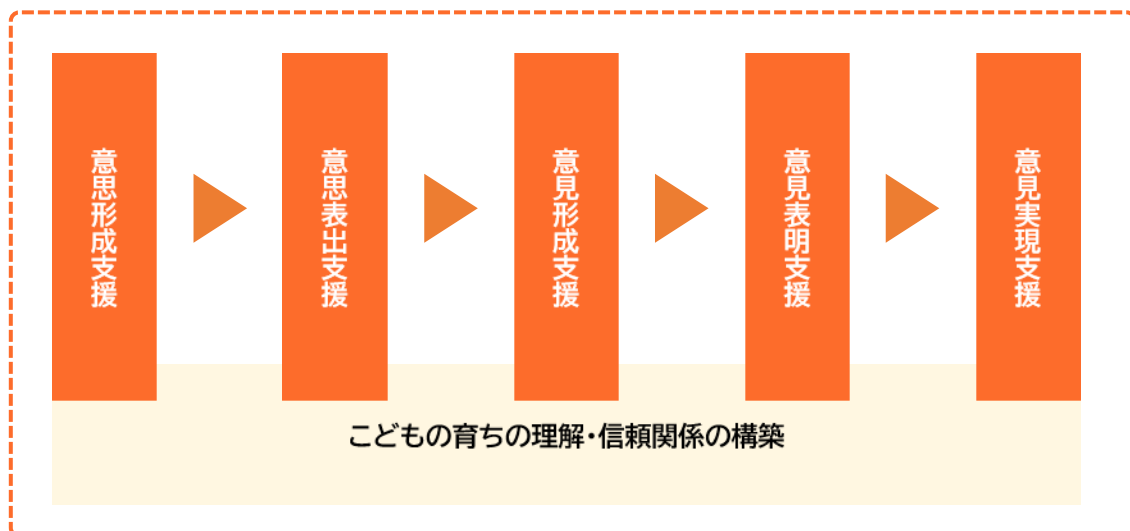 意思形成支援
意思表出支援
意見形成支援
意見表明支援
意見実現支援
こどもの育ちの理解・信頼関係の構築